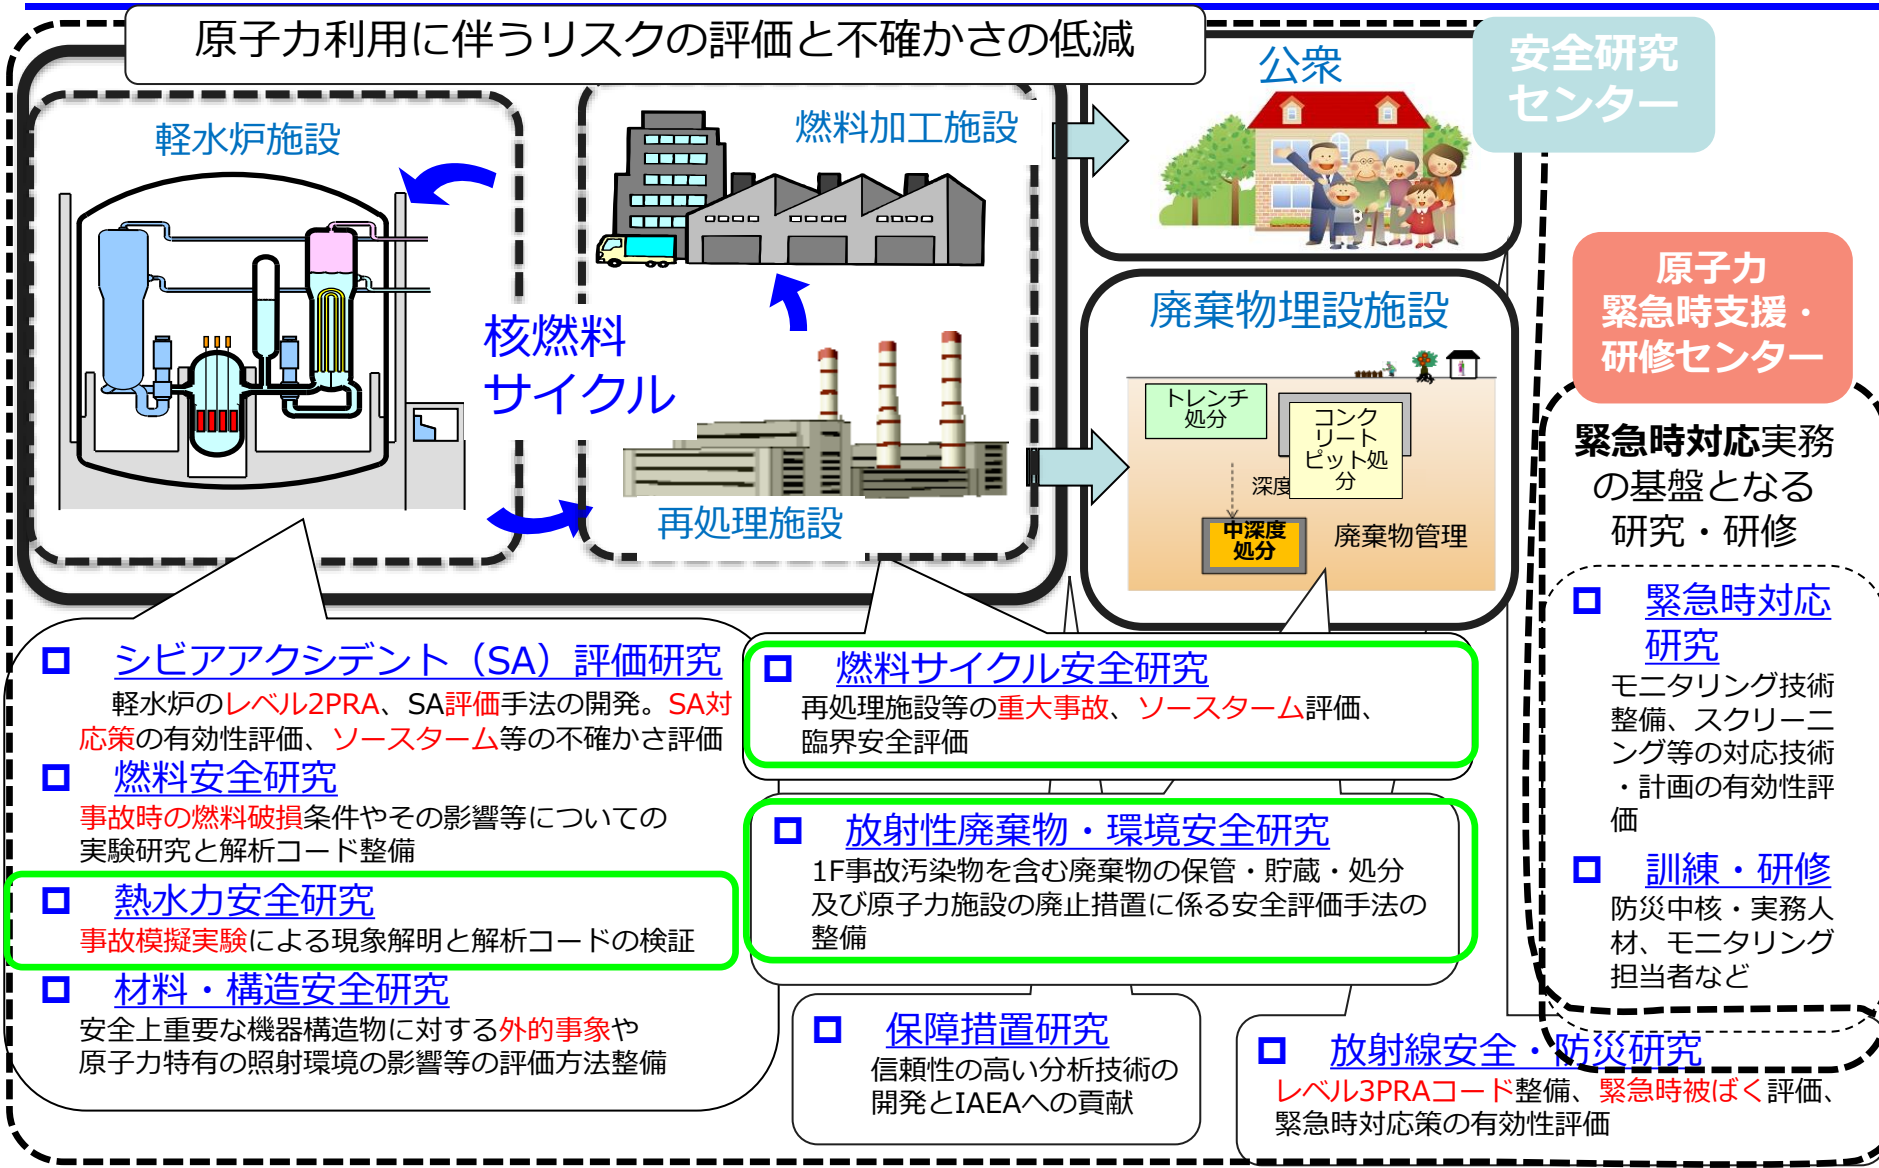 原子力利用に伴うリスクの評価と不確かさの低減
安全研究
センター
公衆
軽水炉施設
燃料加工施設
核燃料
サイクル
再処理施設
廃棄物埋設施設
トレンチ
処分
コンク
リート
ピット処
分
深度
中深度
処分
廃棄物管理
原子力
緊急時支援・
研修センター
緊急時対応実務
の基盤となる
研究・研修
緊急時対応
研究
モニタリング技術
整備、スクリーニ
ング等の対応技術
・計画の有効性評
価
訓練・研修
防災中核・実務人
材、モニタリング
担当者など
シビアアクシデント（SA）評価研究
軽水炉のレベル2PRA、SA評価手法の開発。SA対
応策の有効性評価、ソースターム等の不確かさ評価
燃料安全研究
事故時の燃料破損条件やその影響等についての
実験研究と解析コード整備
熱水力安全研究
事故模擬実験による現象解明と解析コードの検証
材料・構造安全研究
安全上重要な機器構造物に対する外的事象や
原子力特有の照射環境の影響等の評価方法整備
燃料サイクル安全研究
再処理施設等の重大事故、ソースターム評価、
臨界安全評価
放射性廃棄物・環境安全研究
1F事故汚染物を含む廃棄物の保管・貯蔵・処分
及び原子力施設の廃止措置に係る安全評価手法の
整備
保障措置研究
信頼性の高い分析技術の
開発とIAEAへの貢献
放射線安全・防災研究
レベル3PRAコード整備、緊急時被ばく評価、
緊急時対応策の有効性評価